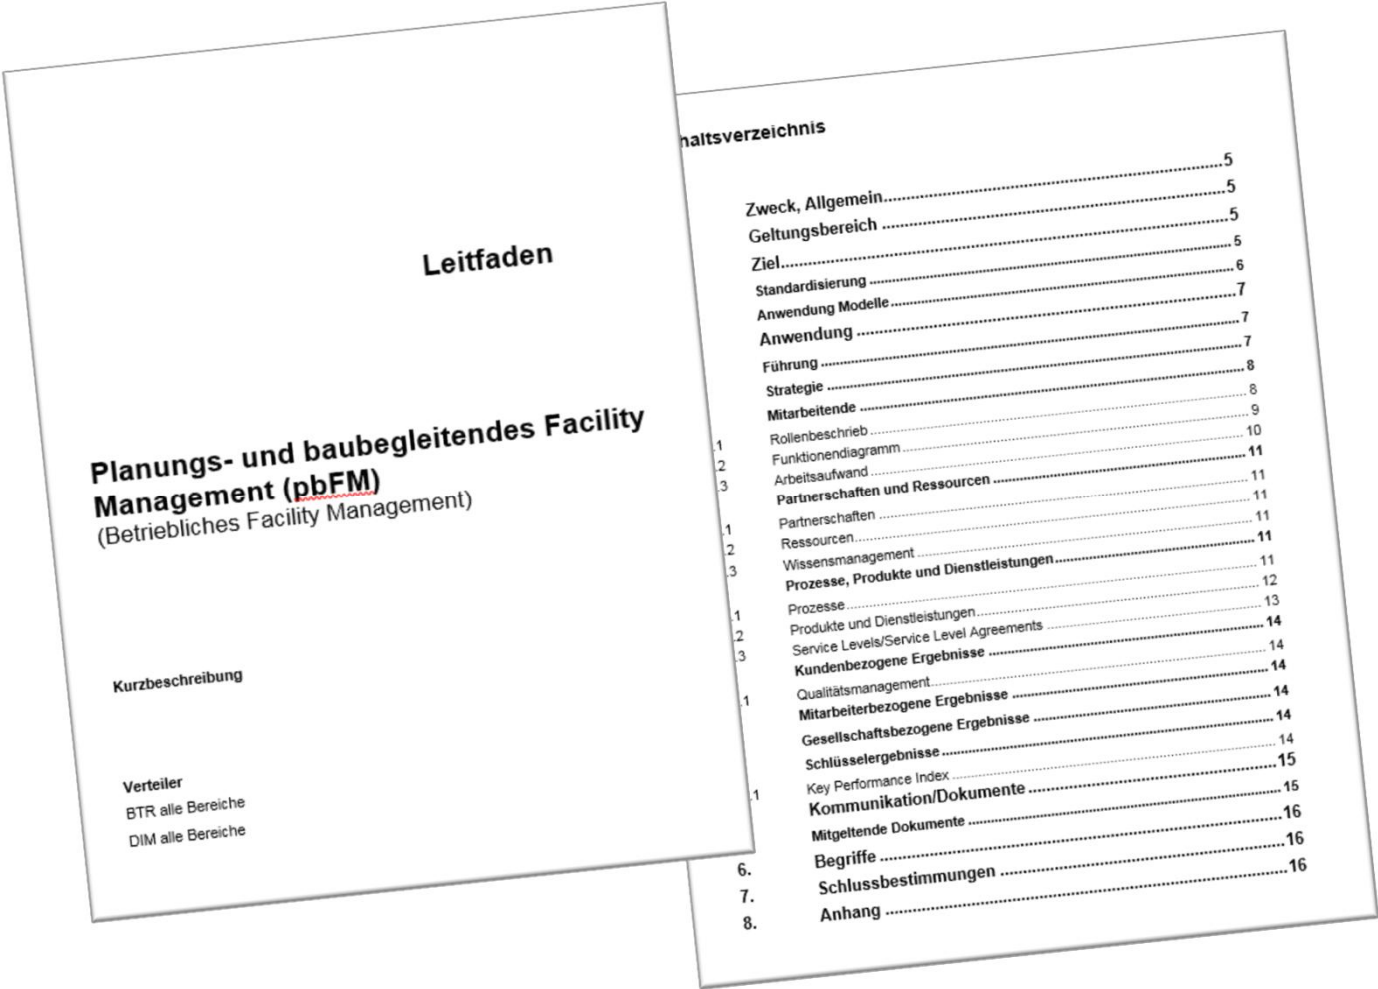 Leitfaden
Planungs- und baubegleitendes Facility
Management (pbFM)
(Betriebliches Facility Management)
Kurzbeschreibung
Verteiler
BTR alle Bereiche
DIM alle Bereiche
haltsverzeichnis
Zweck, Allgemein 5
Geltungsbereich 5
Ziel 5
Standardisierung 5
Anwendung Modelle 6
Anwendung 7
Führung 7
Strategie 7
Mitarbeitende 8
.1 Rollenbeschrieb 8
.2 Funktionendiagramm 9
.3 Arbeitsaufwand 10
Partnerschaften und Ressourcen 11
.1 Partnerschaften 11
.2 Ressourcen 11
.3 Wissensmanagement 11
Prozesse, Produkte und Dienstleistungen 11
.1 Prozesse 11
.2 Produkte und Dienstleistungen 12
.3 Service Levels/Service Level Agreements 13
Kundenbezogene Ergebnisse 14
.1 Qualitätsmanagement 14
Mitarbeiterbezogene Ergebnisse 14
Gesellschaftsbezogene Ergebnisse 14
Schlüsselergebnisse 14
.1 Key Performance Index 14
Kommunikation/Dokumente 15
Mitgeltende Dokumente 15
6. Begriffe 16
7. Schlussbestimmungen 16
8. Anhang 16